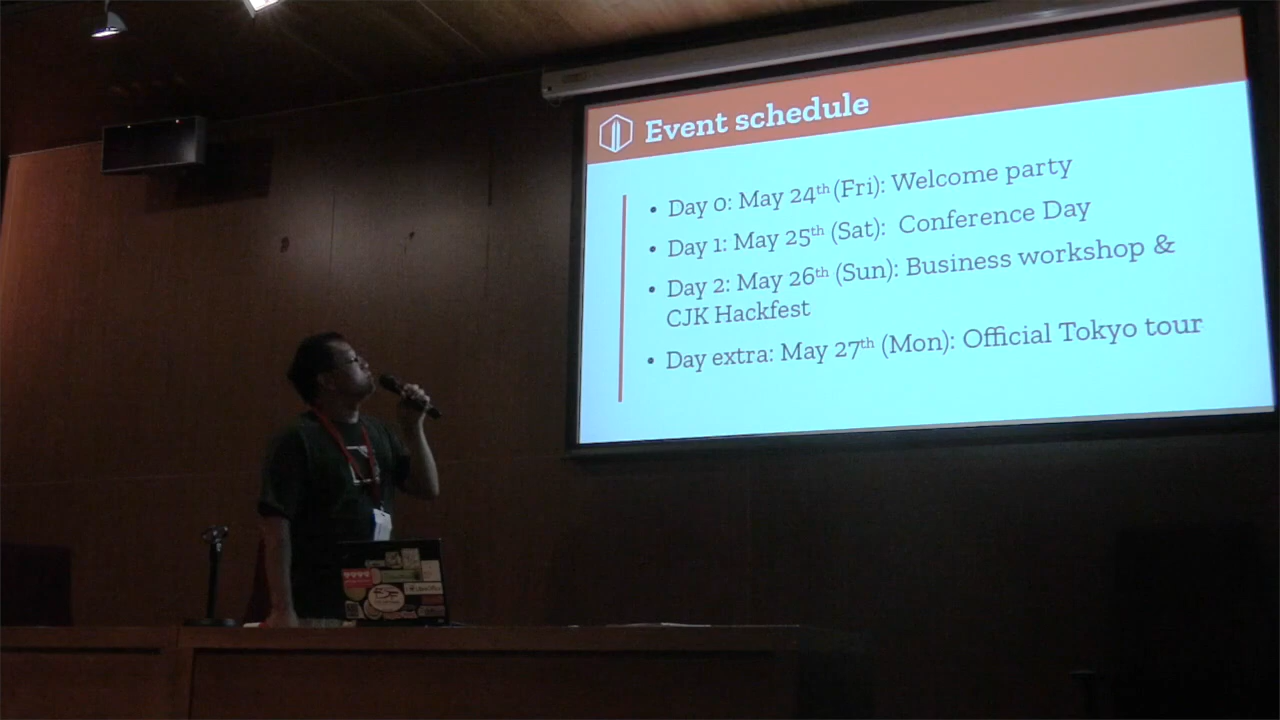 Event schedule
• Day 0: May 24th (Fri): Welcome party
• Day 1: May 25th (Sat): Conference Day
• Day 2: May 26th (Sun): Business workshop &
CJK Hackfest
• Day extra: May 27th (Mon): Official Tokyo tour